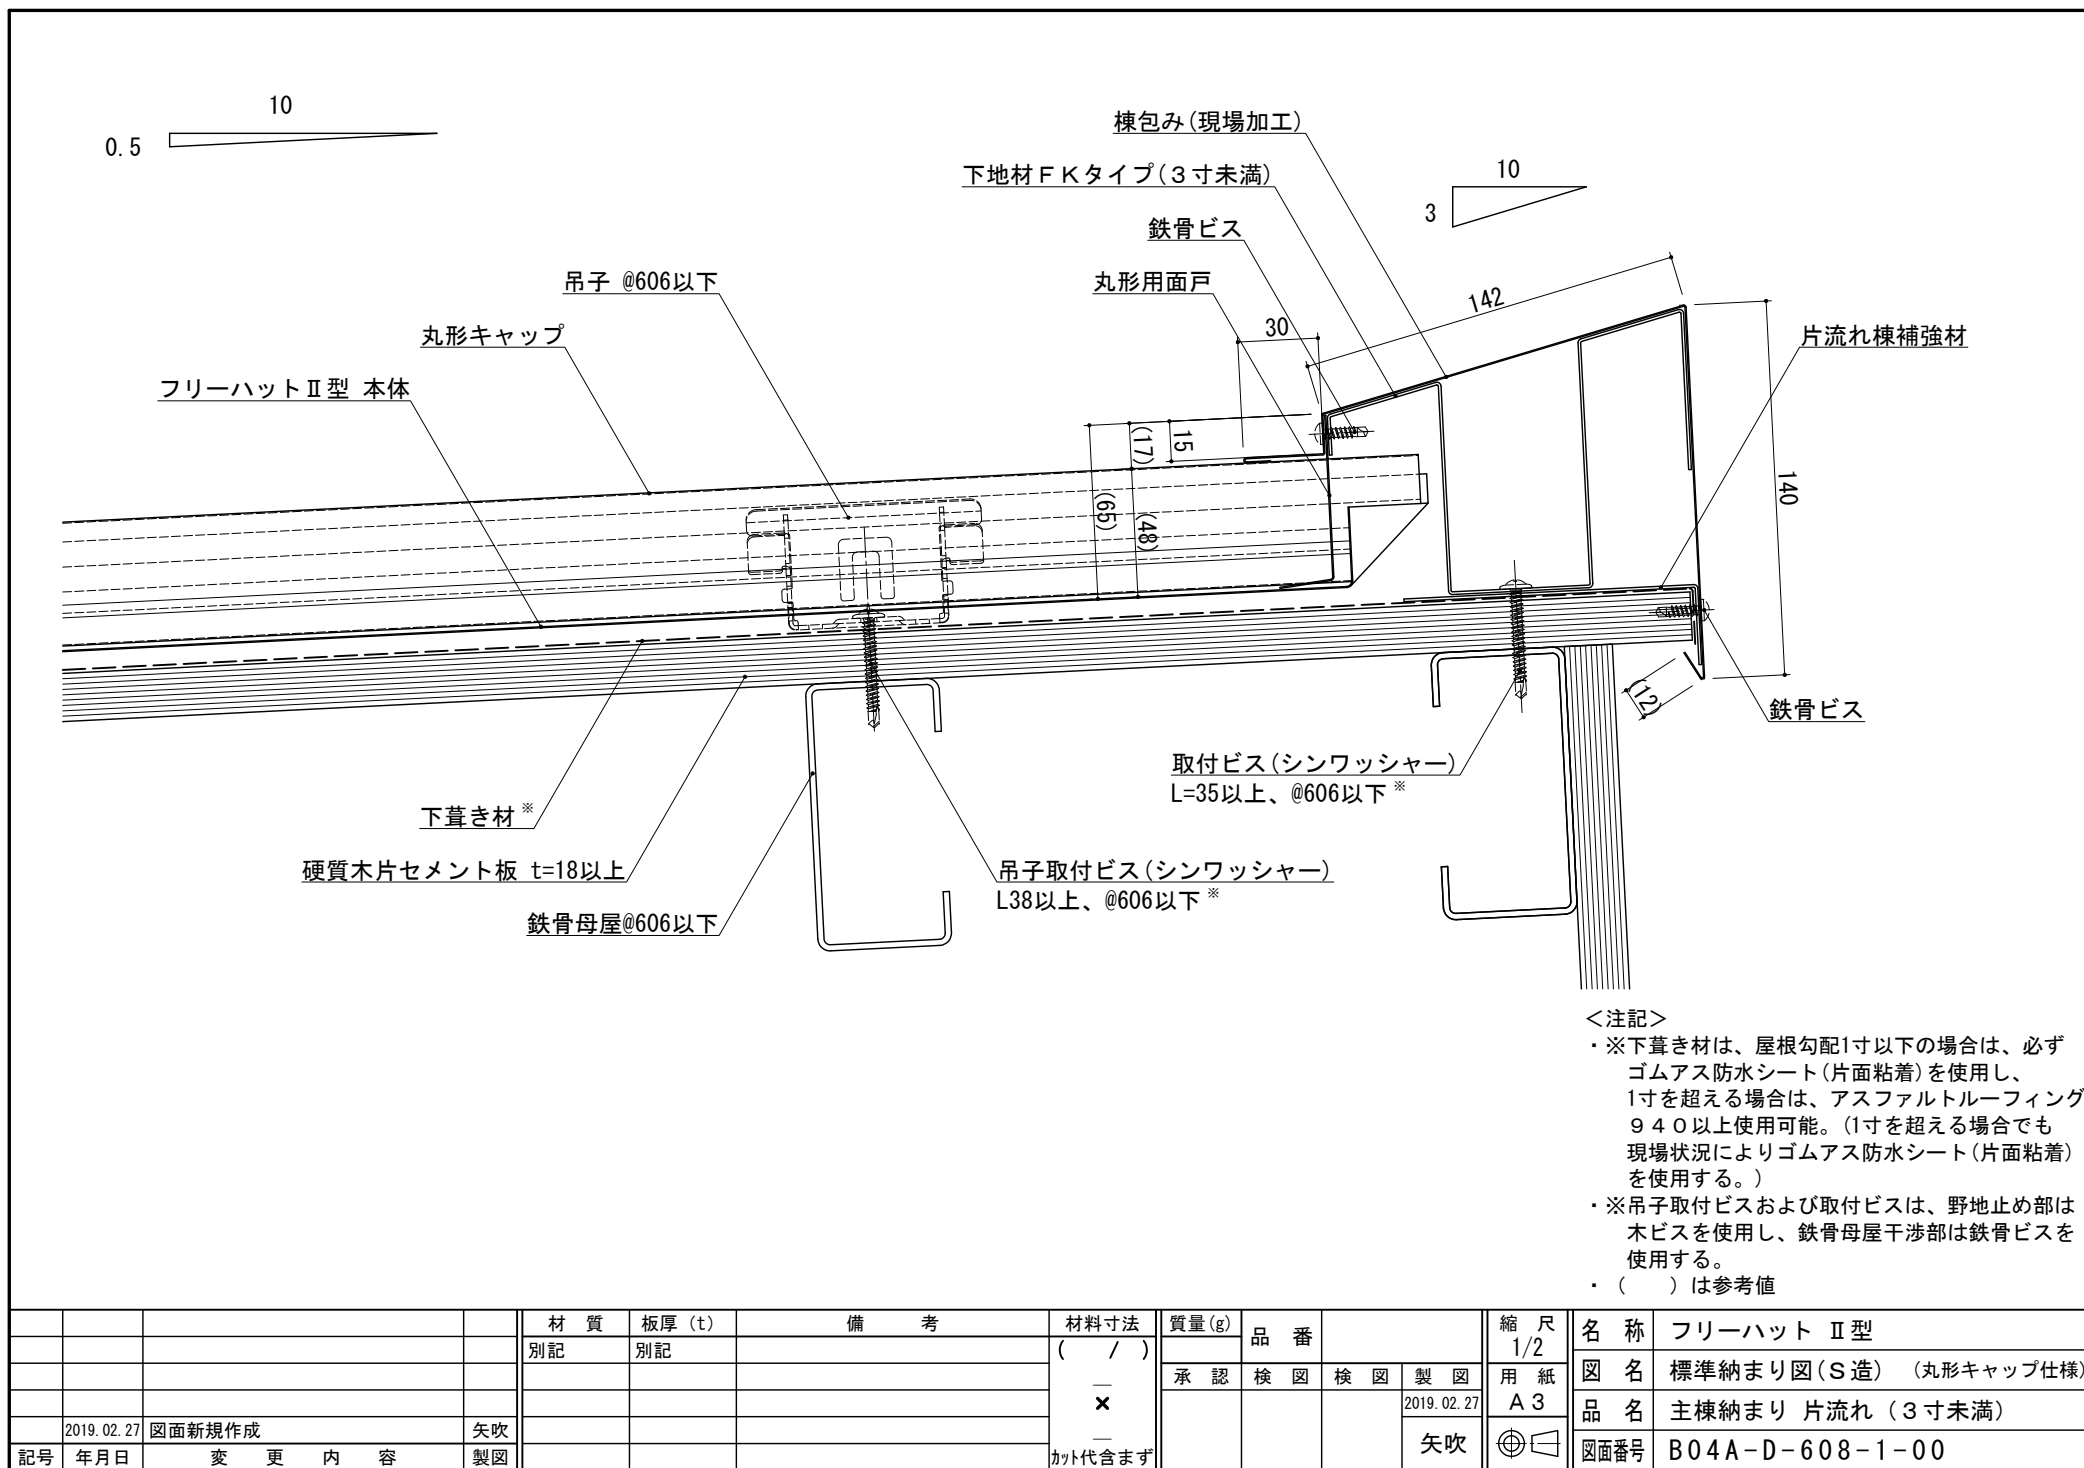 10
0.5
棟包み(現場加工)
下地材FKタイプ(3寸未満)
10
3
鉄骨ビス
吊子 @606以下
丸形用面戸
142
30
丸形キャップ
片流れ棟補強材
フリーハットⅡ型 本体
(17)
15
(65)
(48)
140
(12)
鉄骨ビス
取付ビス(シンワッシャー)
L=35以上、@606以下※
下葺き材※
硬質木片セメント板 t=18以上
吊子取付ビス(シンワッシャー)
L38以上、@606以下※
鉄骨母屋@606以下
<注記>
・※下葺き材は、屋根勾配1寸以下の場合は、必ず
ゴムアス防水シート(片面粘着)を使用し、
1寸を超える場合は、アスファルトルーフィング
940以上使用可能。(1寸を超える場合でも
現場状況によりゴムアス防水シート(片面粘着)
を使用する。)
・※吊子取付ビスおよび取付ビスは、野地止め部は
木ビスを使用し、鉄骨母屋干渉部は鉄骨ビスを
使用する。
・(　　)は参考値
材 質 板厚(t) 備 考 材料寸法 質量(g) 品 番 縮 尺 名 称 フリーハット Ⅱ型
別記 別記 ( / ) 1/2
承 認 検 図 検 図 製 図 用 紙 図 名 標準納まり図(S造) (丸形キャップ仕様)
× 2019.02.27 A3 品 名 主棟納まり 片流れ(3寸未満)
2019.02.27 図面新規作成 矢吹 矢吹
記号 年月日 変 更 内 容 製図 カット代含まず 図面番号 B04A-D-608-1-00